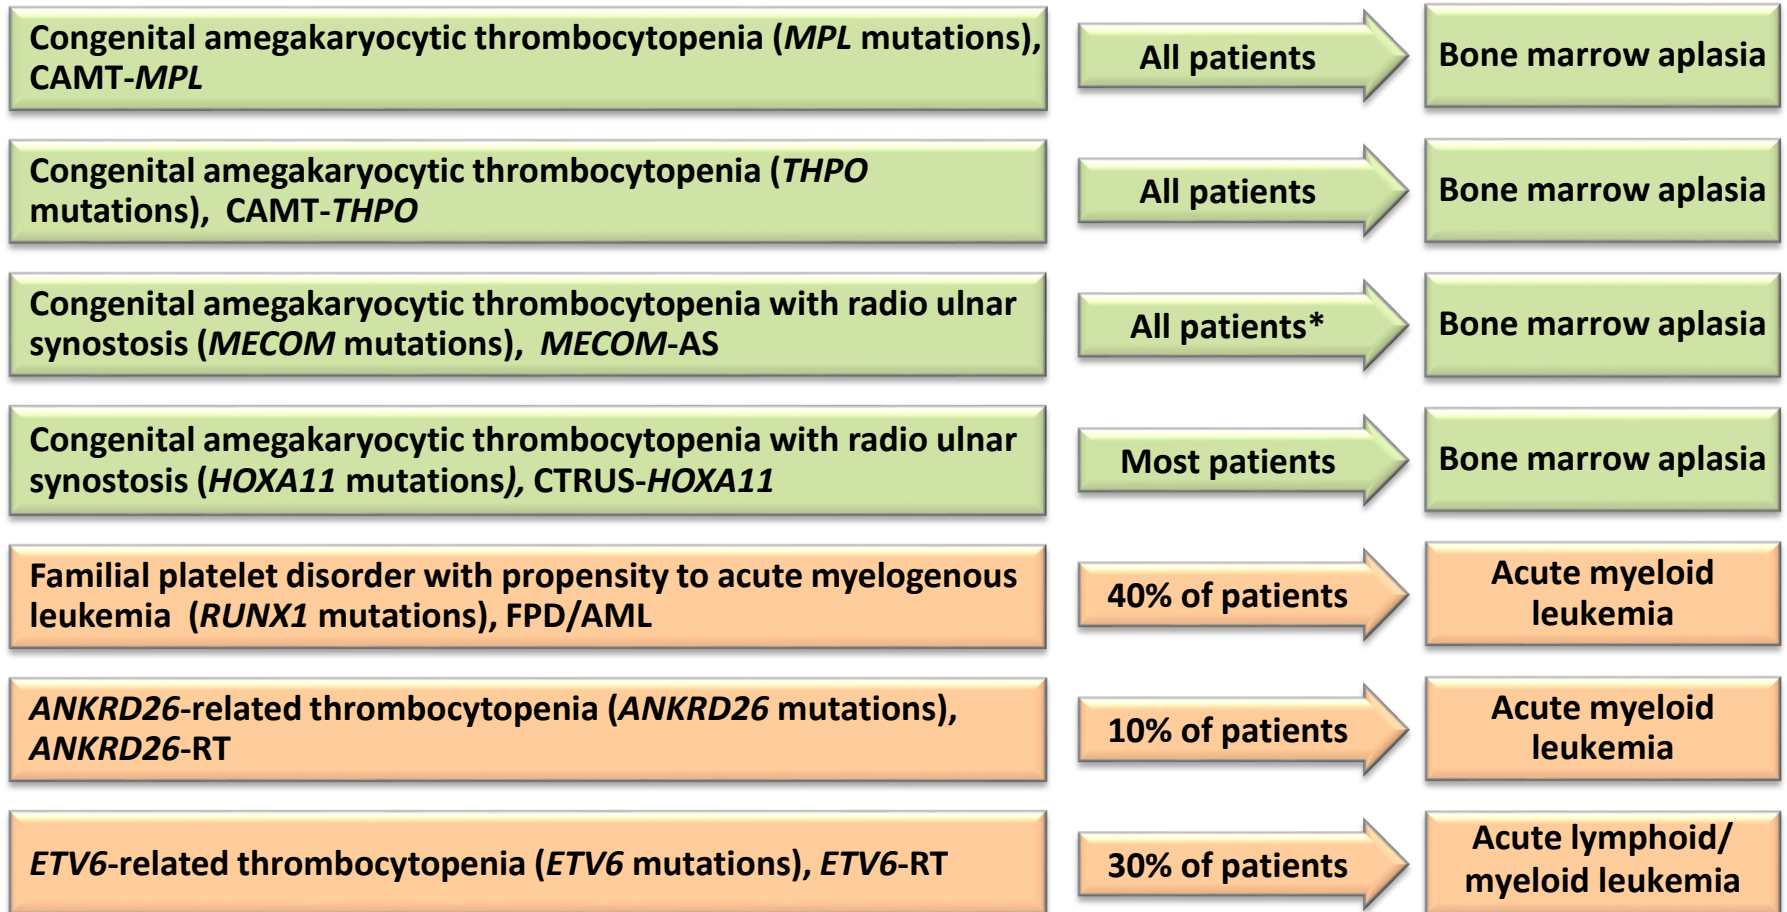 Congenital amegakaryocytic thrombocytopenia (MPL mutations),
CAMT-MPL
All patients
Bone marrow aplasia
Congenital amegakaryocytic thrombocytopenia (THPO
mutations), CAMT-THPO
All patients
Bone marrow aplasia
Congenital amegakaryocytic thrombocytopenia with radio ulnar
synostosis (MECOM mutations), MECOM-AS
All patients*
Bone marrow aplasia
Congenital amegakaryocytic thrombocytopenia with radio ulnar
synostosis (HOXA11 mutations), CTRUS-HOXA11
Most patients
Bone marrow aplasia
Familial platelet disorder with propensity to acute myelogenous
leukemia (RUNX1 mutations), FPD/AML
40% of patients
Acute myeloid
leukemia
ANKRD26-related thrombocytopenia (ANKRD26 mutations),
ANKRD26-RT
10% of patients
Acute myeloid
leukemia
ETV6-related thrombocytopenia (ETV6 mutations), ETV6-RT
30% of patients
Acute lymphoid/
myeloid leukemia